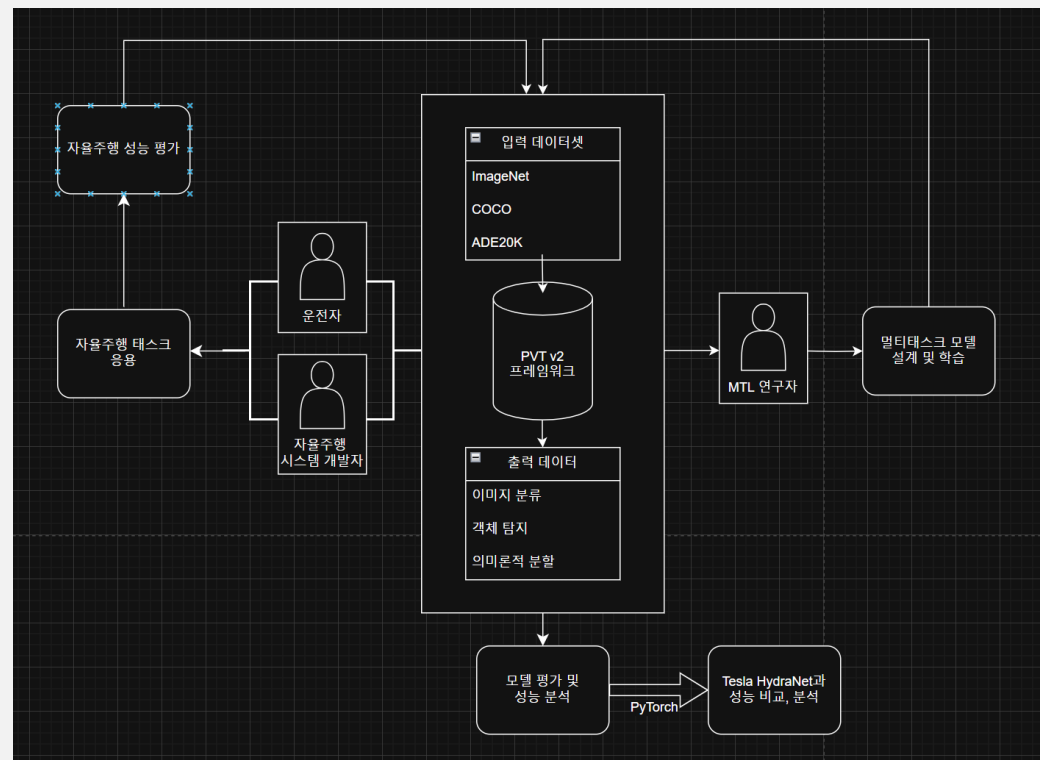 자율주행 성능 평가
입력 데이터셋
ImageNet
COCO
ADE20K
운전자
자율주행 태스크
응용
PVT v2
프레임워크
MTL 연구자
멀티태스크 모델
설계 및 학습
자율주행
시스템 개발자
출력 데이터
이미지 분류
객체 탐지
의미론적 분할
모델 평가 및
성능 분석
PyTorch
Tesla HydraNet과
성능 비교, 분석